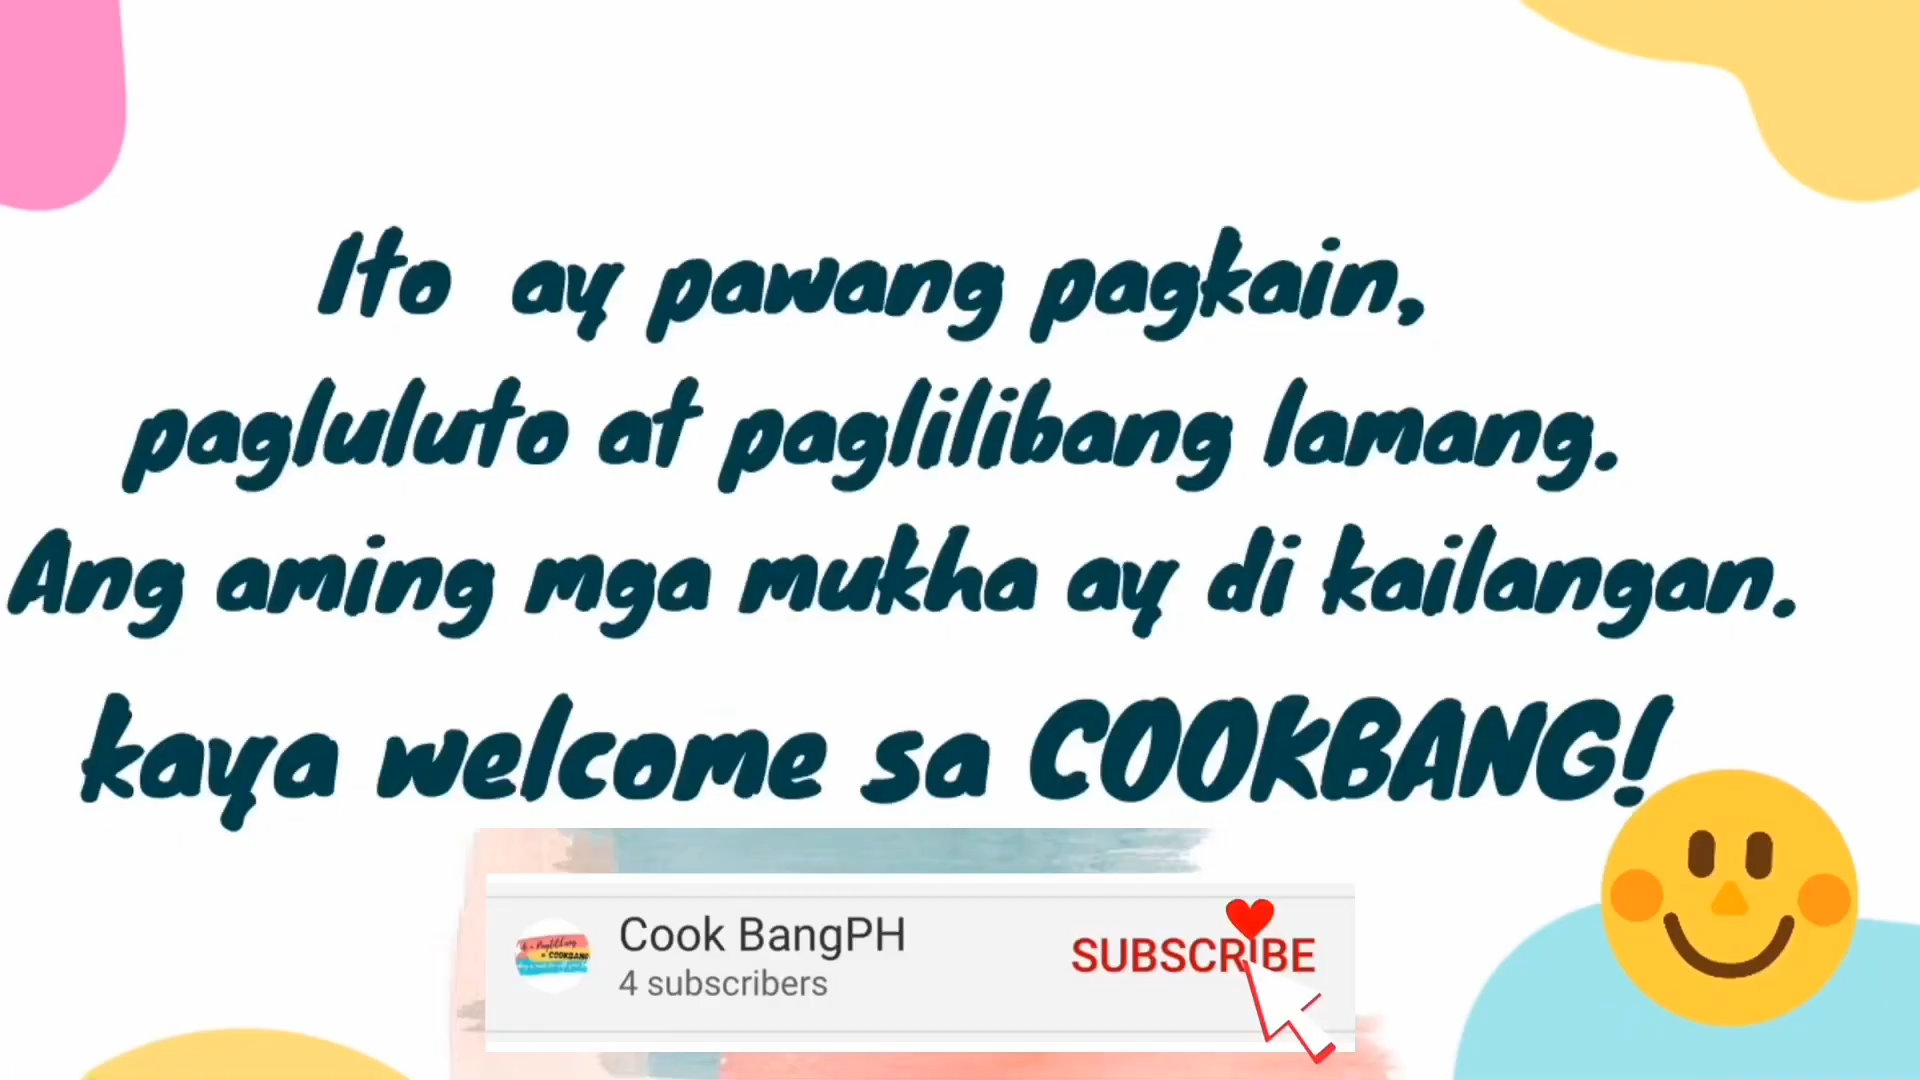 Ito ay pawang pagkain,
pagluluto at paglilibang lamang.
Ang aming mga mukha ay di kailangan.
kaya welcome sa COOKBANG!
Cook BangPH
SUBSCRIBE
4 subscribers
COOKBANG